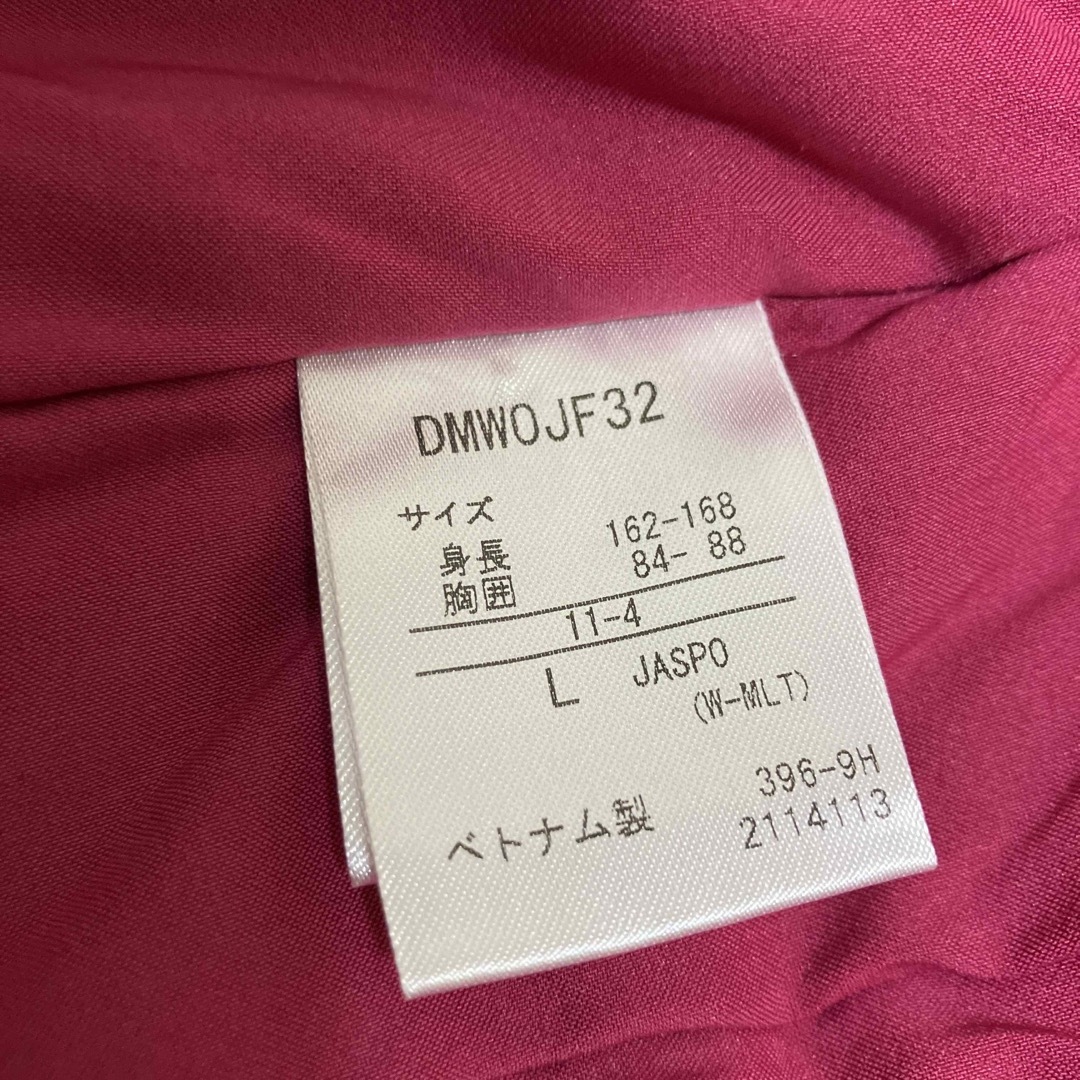 DMWOJF32
サイズ
身長 162-168
胸囲 84- 88
11-4
L JASPO
(W-MLT)
396-9H
ベトナム製 2114113